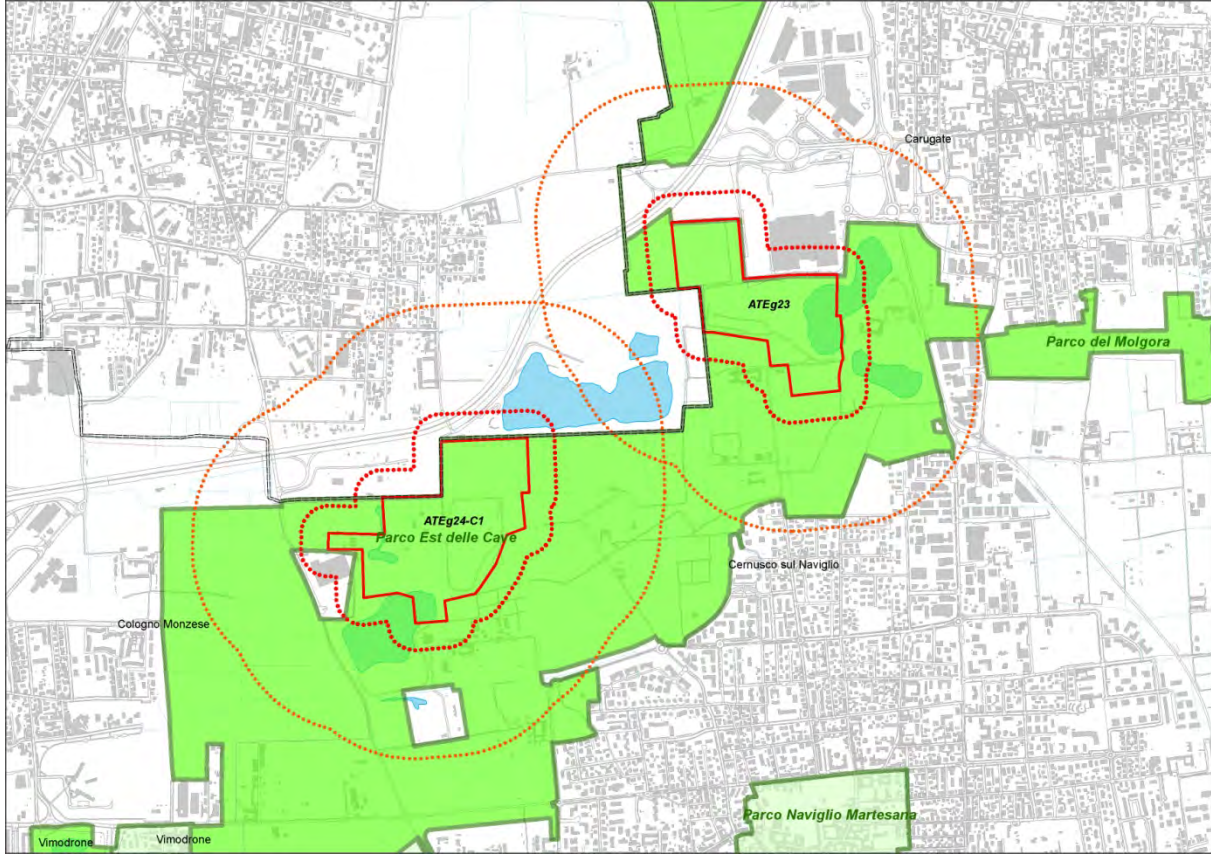 Carugate
ATEg23
Parco del Molgora
ATEg24-C1
Parco Est delle Cave
Cernusco sul Naviglio
Cologno Monzese
Parco Naviglio Martesana
Vimodrone
Vimodrone